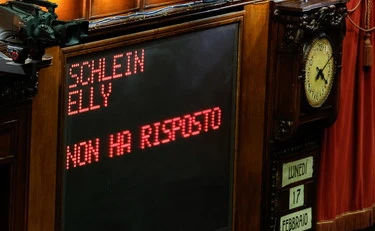 SCHLEIN
ELLY
NON HA RISPOSTO
LUNEDI
17
FEBBRAIO